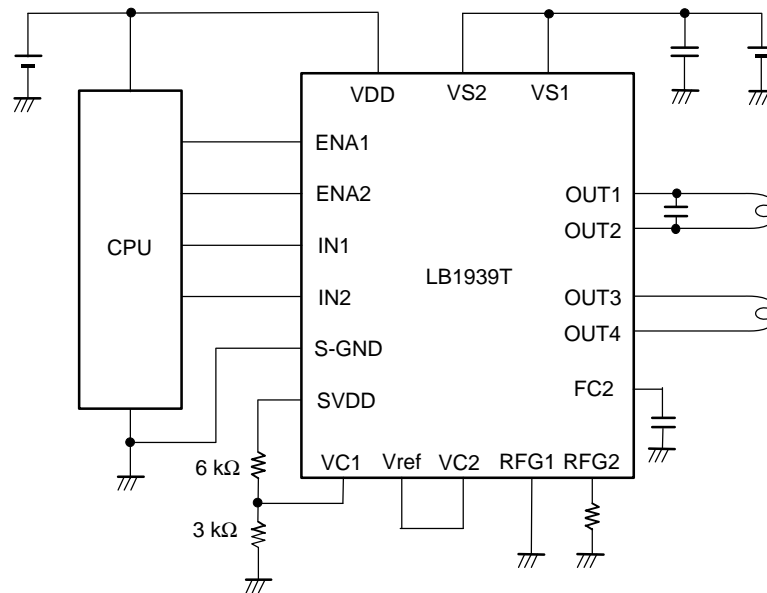 VDD VS2 VS1
ENA1
ENA2 OUT1
CPU IN1 OUT2
LB1939T
IN2 OUT3
OUT4
S-GND
FC2
SVDD
6 kΩ VC1 Vref VC2 RFG1 RFG2
3 kΩ